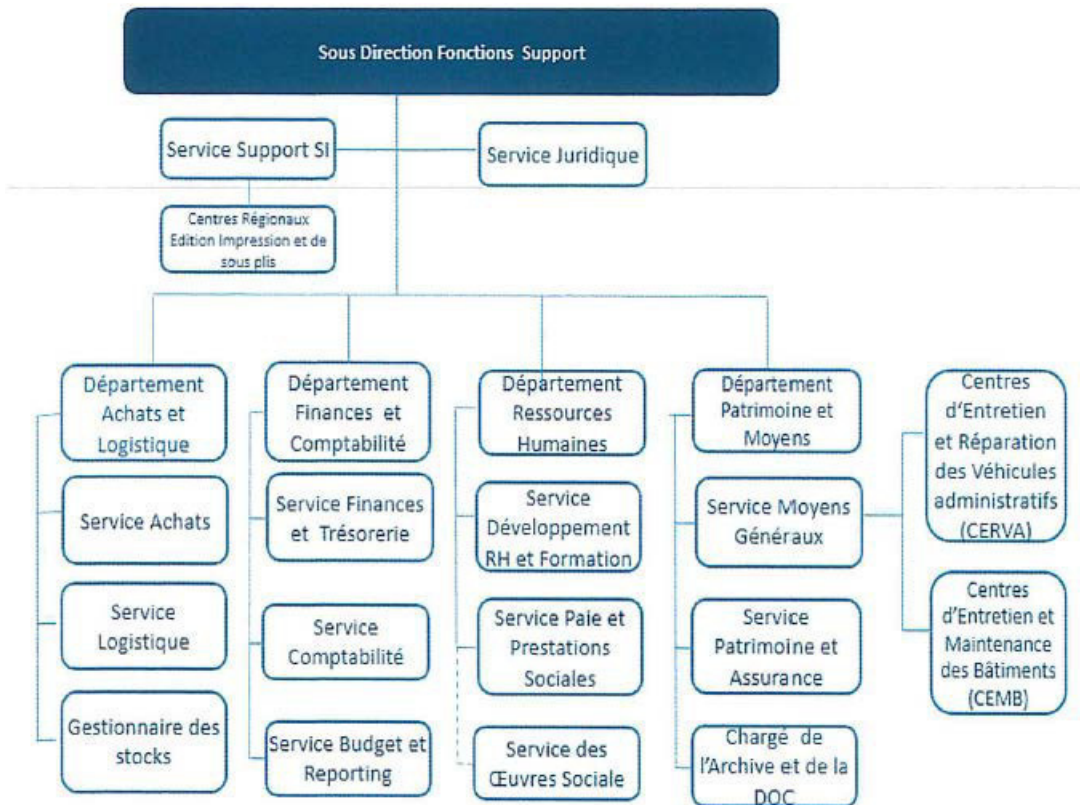 Sous Direction Fonctions Support
Service Support SI
Service Juridique
Centres Régionaux
Edition Impression et de
sous plis
Département
Achats et
Logistique
Service Achats
Service
Logistique
Gestionnaire des
stocks
Département
Finances et
Comptabilité
Service Finances
et Trésorerie
Service
Comptabilité
Service Budget et
Reporting
Département
Ressources
Humaines
Service
Développement
RH et Formation
Service Paie et
Prestations
Sociales
Service des
Œuvres Sociale
Département
Patrimoine et
Moyens
Service Moyens
Généraux
Service
Patrimoine et
Assurance
Chargé de
l'Archive et de la
DOC
Centres
d'Entretien
et Réparation
des Véhicules
administratifs
(CERVA)
Centres
d'Entretien et
Maintenance
des Bâtiments
(CEMB)